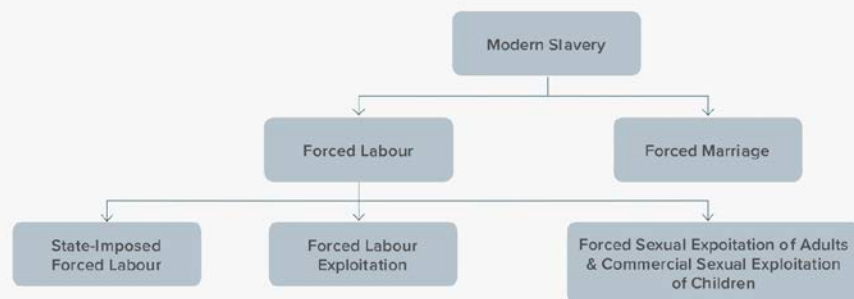 Modern Slavery
Forced Labour
Forced Marriage
State-Imposed
Forced Labour
Forced Labour
Exploitation
Forced Sexual Expoitation of Adults
& Commercial Sexual Exploitation
of Children